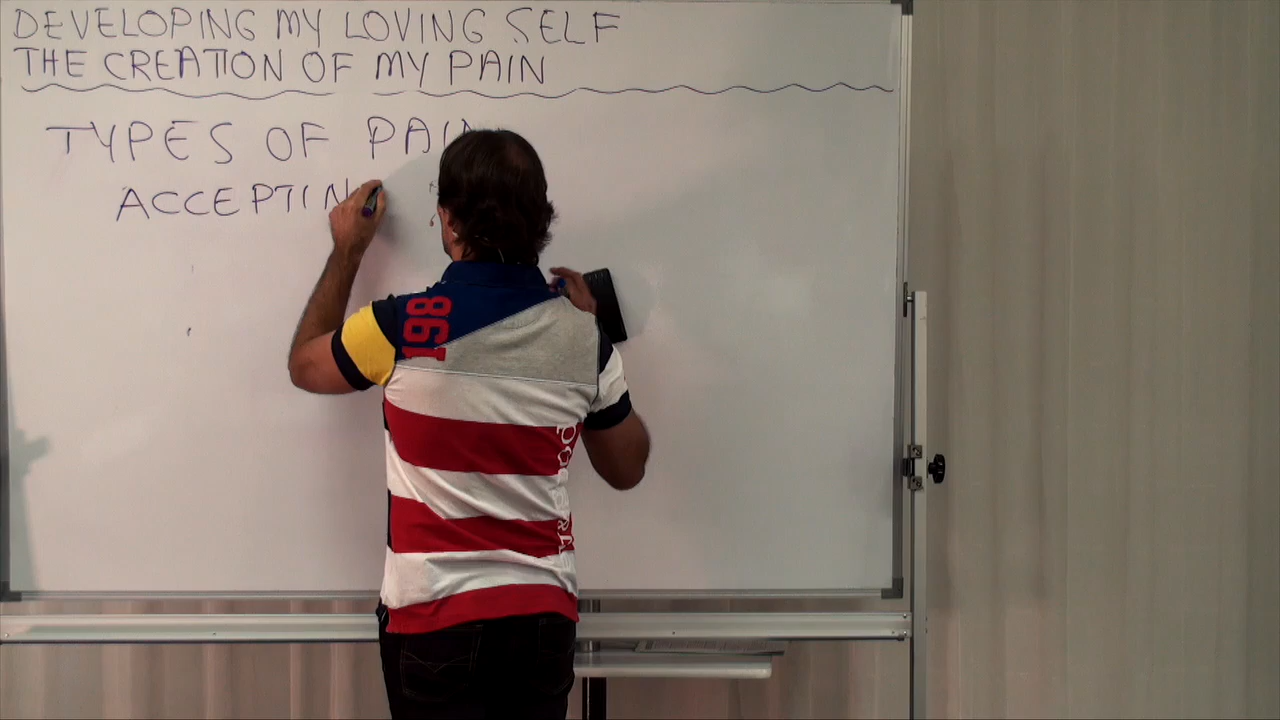 DEVELOPING MY LOVING SELF
THE CREATION OF MY PAIN
TYPES OF PAIN
ACCEPTIN
198